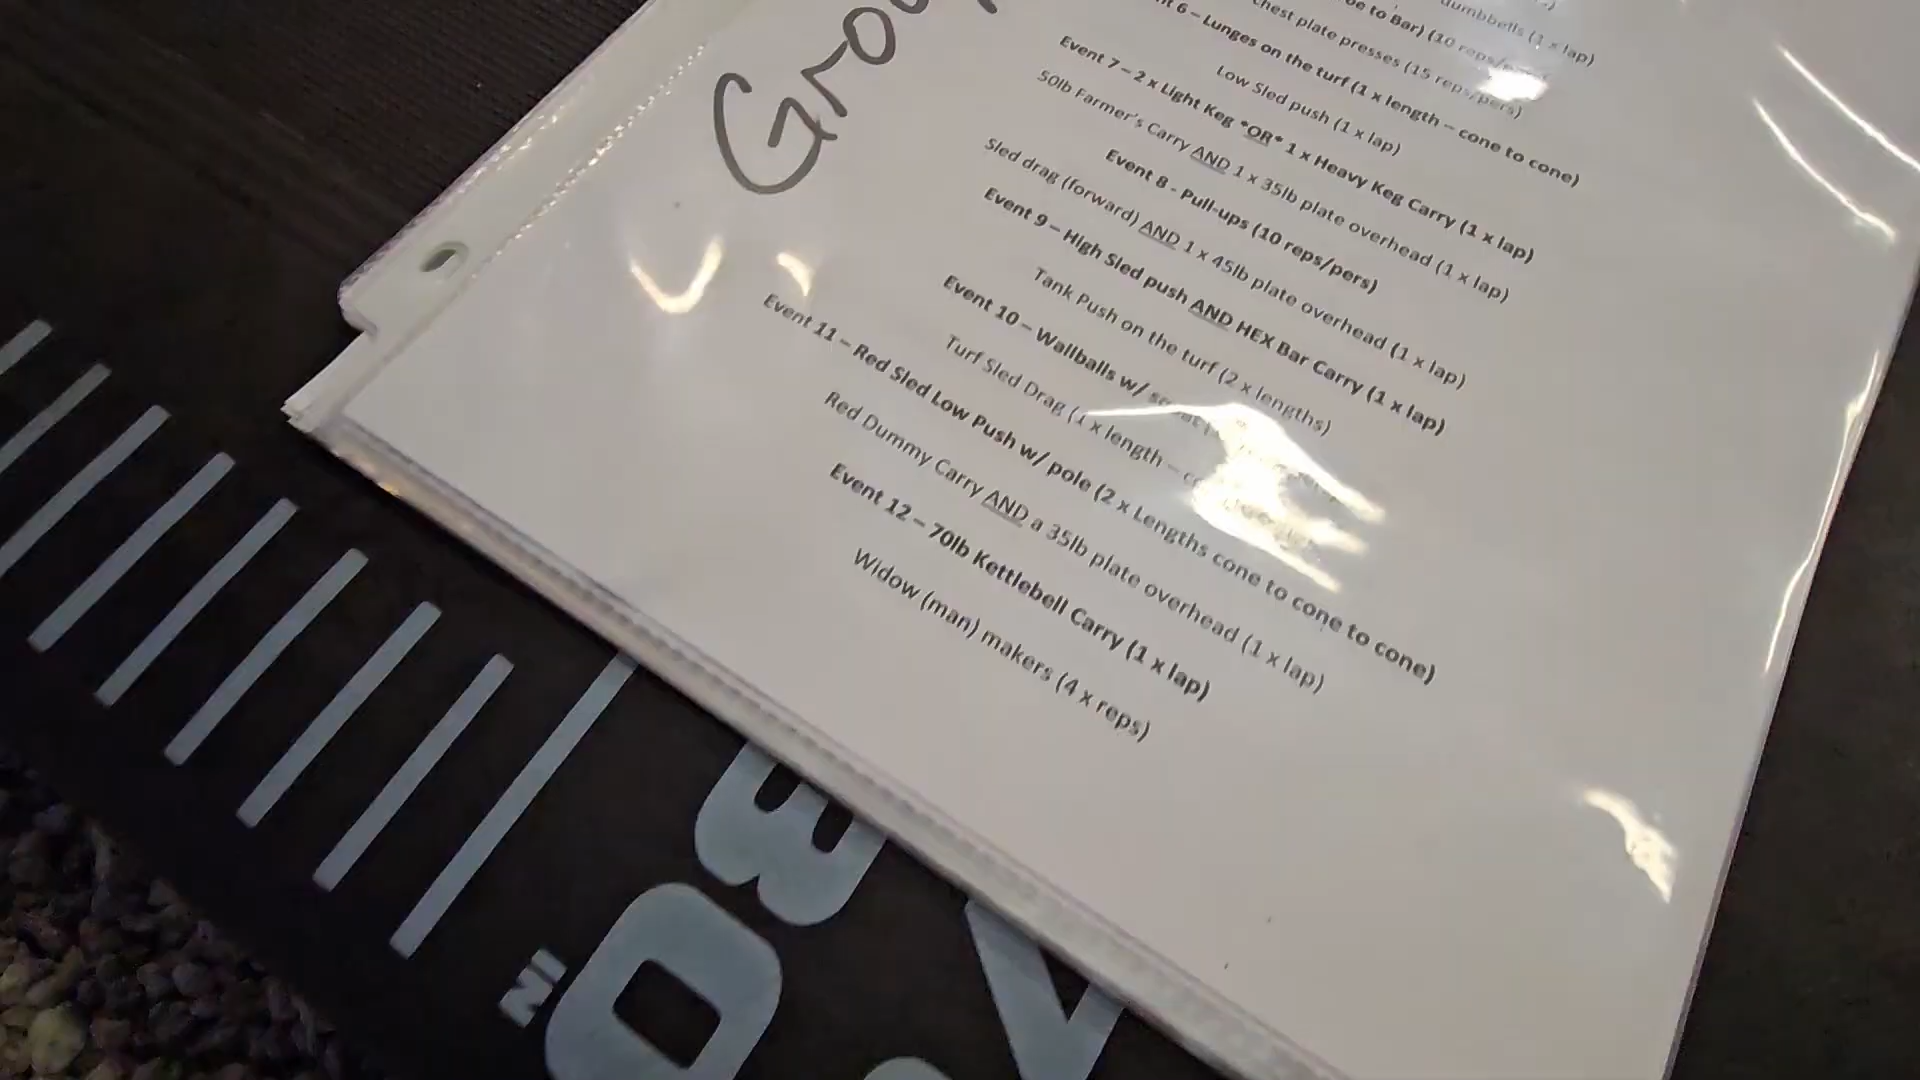 dumbbells (1 x lap)
to Bar) (10 reps/
chest plate presses (15 reps/pers)
6 – Lunges on the turf (1 x length – cone to cone)
Low Sled push (1 x lap)
Event 7 – 2 x Light Keg *OR* 1 x Heavy Keg Carry (1 x lap)
50lb Farmer's Carry AND 1 x 35lb plate overhead (1 x lap)
Event 8 - Pull-ups (10 reps/pers)
Sled drag (forward) AND 1 x 45lb plate overhead (1 x lap)
Event 9 – High Sled push AND HEX Bar Carry (1 x lap)
Tank Push on the turf (2 x lengths)
Event 10 – Wallballs w/
Turf Sled Drag (1 x length –
Event 11 – Red Sled Low Push w/ pole (2 x Lengths cone to cone to cone)
Red Dummy Carry AND a 35lb plate overhead (1 x lap)
Event 12 – 70lb Kettlebell Carry (1 x lap)
Widow (man) makers (4 x reps)
IN
30